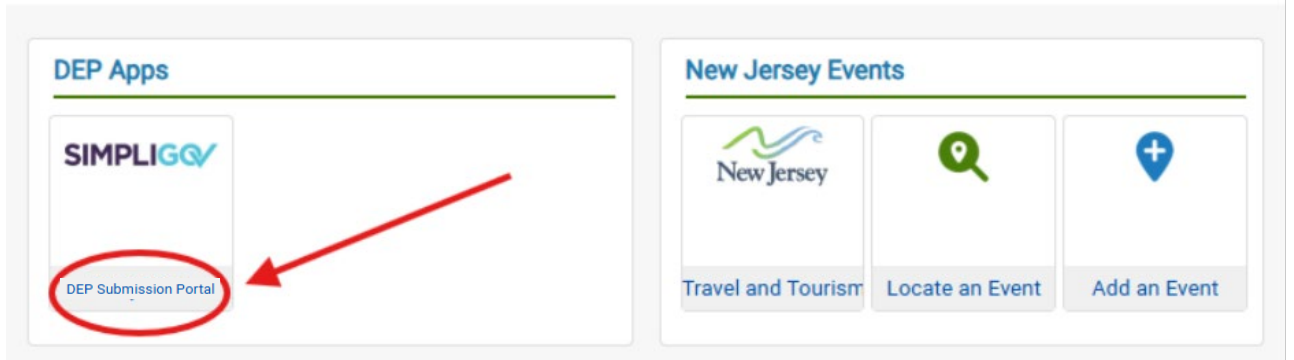 DEP Apps
SIMPLIGOV
DEP Submission Portal
New Jersey Events
New Jersey
Travel and Tourism
Locate an Event
Add an Event